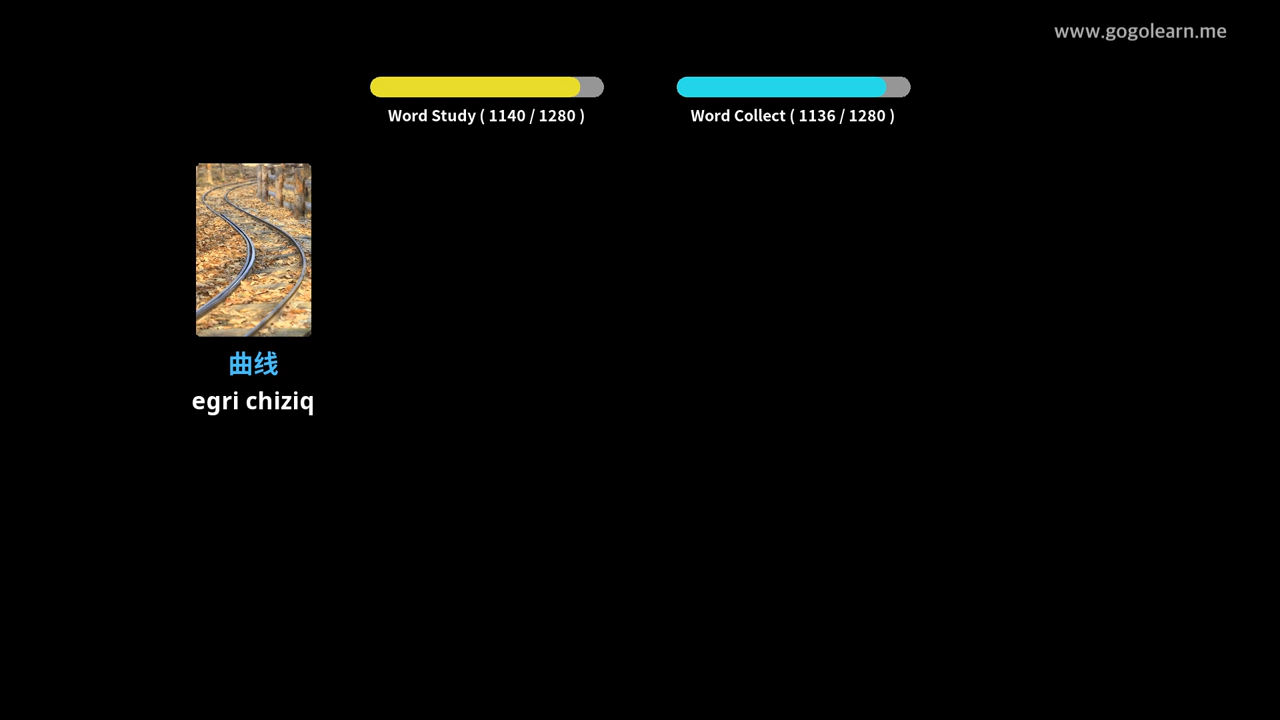 www.gogolearn.me
Word Study ( 1140 / 1280 )
Word Collect ( 1136 / 1280 )
曲线
egri chiziq